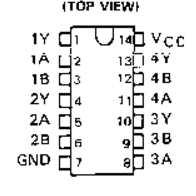 (TOP VIEW)
1Y 1 14 VCC
1A 2 13 4Y
1B 3 12 4B
2Y 4 11 4A
2A 5 10 3Y
2B 6 9 3B
GND 7 8 3A